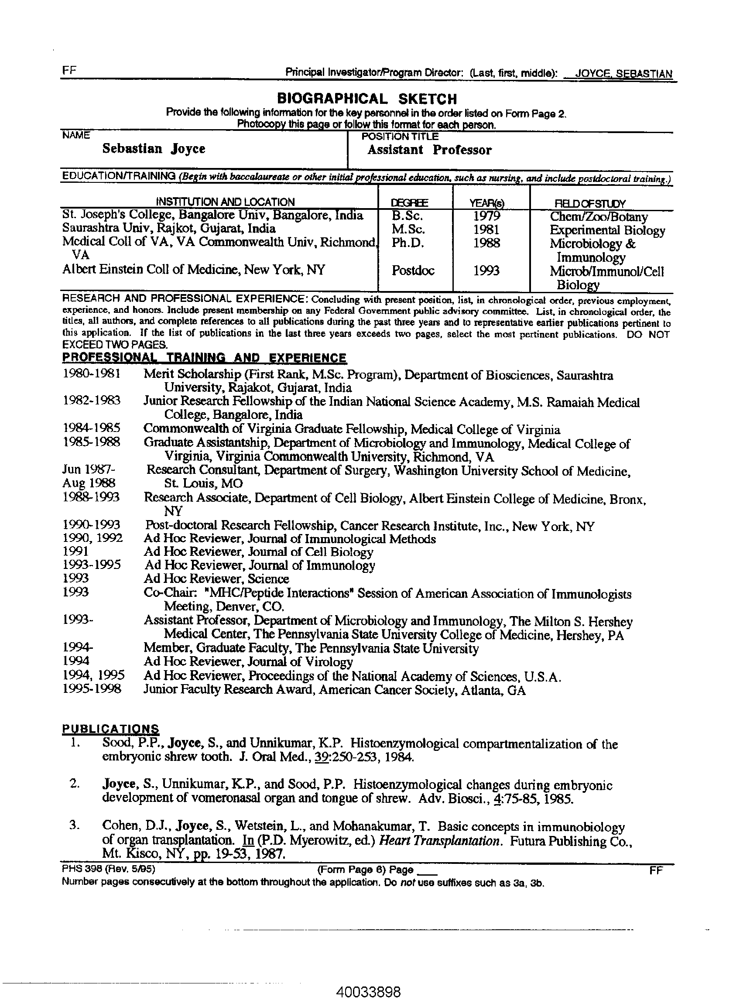 FF
Principal Investigator/Program Director: (Last, first, middle): JOYCE, SEBASTIAN
BIOGRAPHICAL SKETCH
Provide the following information for the key personnel in the order listed on Form Page 2.
Photocopy this page or follow this format for each person.
NAME
POSITION TITLE
Sebastian Joyce
Assistant Professor
EDUCATION/TRAINING (Begin with baccalaureate or other initial professional education, such as nursing, and include postdoctoral training.)
INSTITUTION AND LOCATION DEGREE YEAR(s) FIELD OF STUDY
St. Joseph's College, Bangalore Univ, Bangalore, India B.Sc. 1979 Chem/Zoo/Botany
Saurashtra Univ, Rajkot, Gujarat, India M.Sc. 1981 Experimental Biology
Medical Coll of VA, VA Commonwealth Univ, Richmond, Ph.D. 1988 Microbiology &
VA Immunology
Albert Einstein Coll of Medicine, New York, NY Postdoc 1993 Microb/Immunol/Cell
Biology
RESEARCH AND PROFESSIONAL EXPERIENCE: Concluding with present position, list, in chronological order, previous employment,
experience, and honors. Include present membership on any Federal Government public advisory committee. List, in chronological order, the
titles, all authors, and complete references to all publications during the past three years and to representative earlier publications pertinent to
this application. If the list of publications in the last three years exceeds two pages, select the most pertinent publications. DO NOT
EXCEED TWO PAGES.
PROFESSIONAL TRAINING AND EXPERIENCE
1980-1981 Merit Scholarship (First Rank, M.Sc. Program), Department of Biosciences, Saurashtra
University, Rajakot, Gujarat, India
1982-1983 Junior Research Fellowship of the Indian National Science Academy, M.S. Ramaiah Medical
College, Bangalore, India
1984-1985 Commonwealth of Virginia Graduate Fellowship, Medical College of Virginia
1985-1988 Graduate Assistantship, Department of Microbiology and Immunology, Medical College of
Virginia, Virginia Commonwealth University, Richmond, VA
Jun 1987- Research Consultant, Department of Surgery, Washington University School of Medicine,
Aug 1988 St. Louis, MO
1988-1993 Research Associate, Department of Cell Biology, Albert Einstein College of Medicine, Bronx,
NY
1990-1993 Post-doctoral Research Fellowship, Cancer Research Institute, Inc., New York, NY
1990, 1992 Ad Hoc Reviewer, Journal of Immunological Methods
1991 Ad Hoc Reviewer, Journal of Cell Biology
1993-1995 Ad Hoc Reviewer, Journal of Immunology
1993 Ad Hoc Reviewer, Science
1993 Co-Chair: "MHC/Peptide Interactions" Session of American Association of Immunologists
Meeting, Denver, CO.
1993- Assistant Professor, Department of Microbiology and Immunology, The Milton S. Hershey
Medical Center, The Pennsylvania State University College of Medicine, Hershey, PA
1994- Member, Graduate Faculty, The Pennsylvania State University
1994 Ad Hoc Reviewer, Journal of Virology
1994, 1995 Ad Hoc Reviewer, Proceedings of the National Academy of Sciences, U.S.A.
1995-1998 Junior Faculty Research Award, American Cancer Society, Atlanta, GA
PUBLICATIONS
1. Sood, P.P., Joyce, S., and Unnikumar, K.P. Histoenzymological compartmentalization of the
embryonic shrew tooth. J. Oral Med., 39:250-253, 1984.
2. Joyce, S., Unnikumar, K.P., and Sood, P.P. Histoenzymological changes during embryonic
development of vomeronasal organ and tongue of shrew. Adv. Biosci., 4:75-85, 1985.
3. Cohen, D.J., Joyce, S., Wetstein, L., and Mohanakumar, T. Basic concepts in immunobiology
of organ transplantation. In (P.D. Myerowitz, ed.) Heart Transplantation. Futura Publishing Co.,
Mt. Kisco, NY, pp. 19-53, 1987.
PHS 398 (Rev. 5/95) (Form Page 6) Page ____ FF
Number pages consecutively at the bottom throughout the application. Do not use suffixes such as 3a, 3b.
40033898